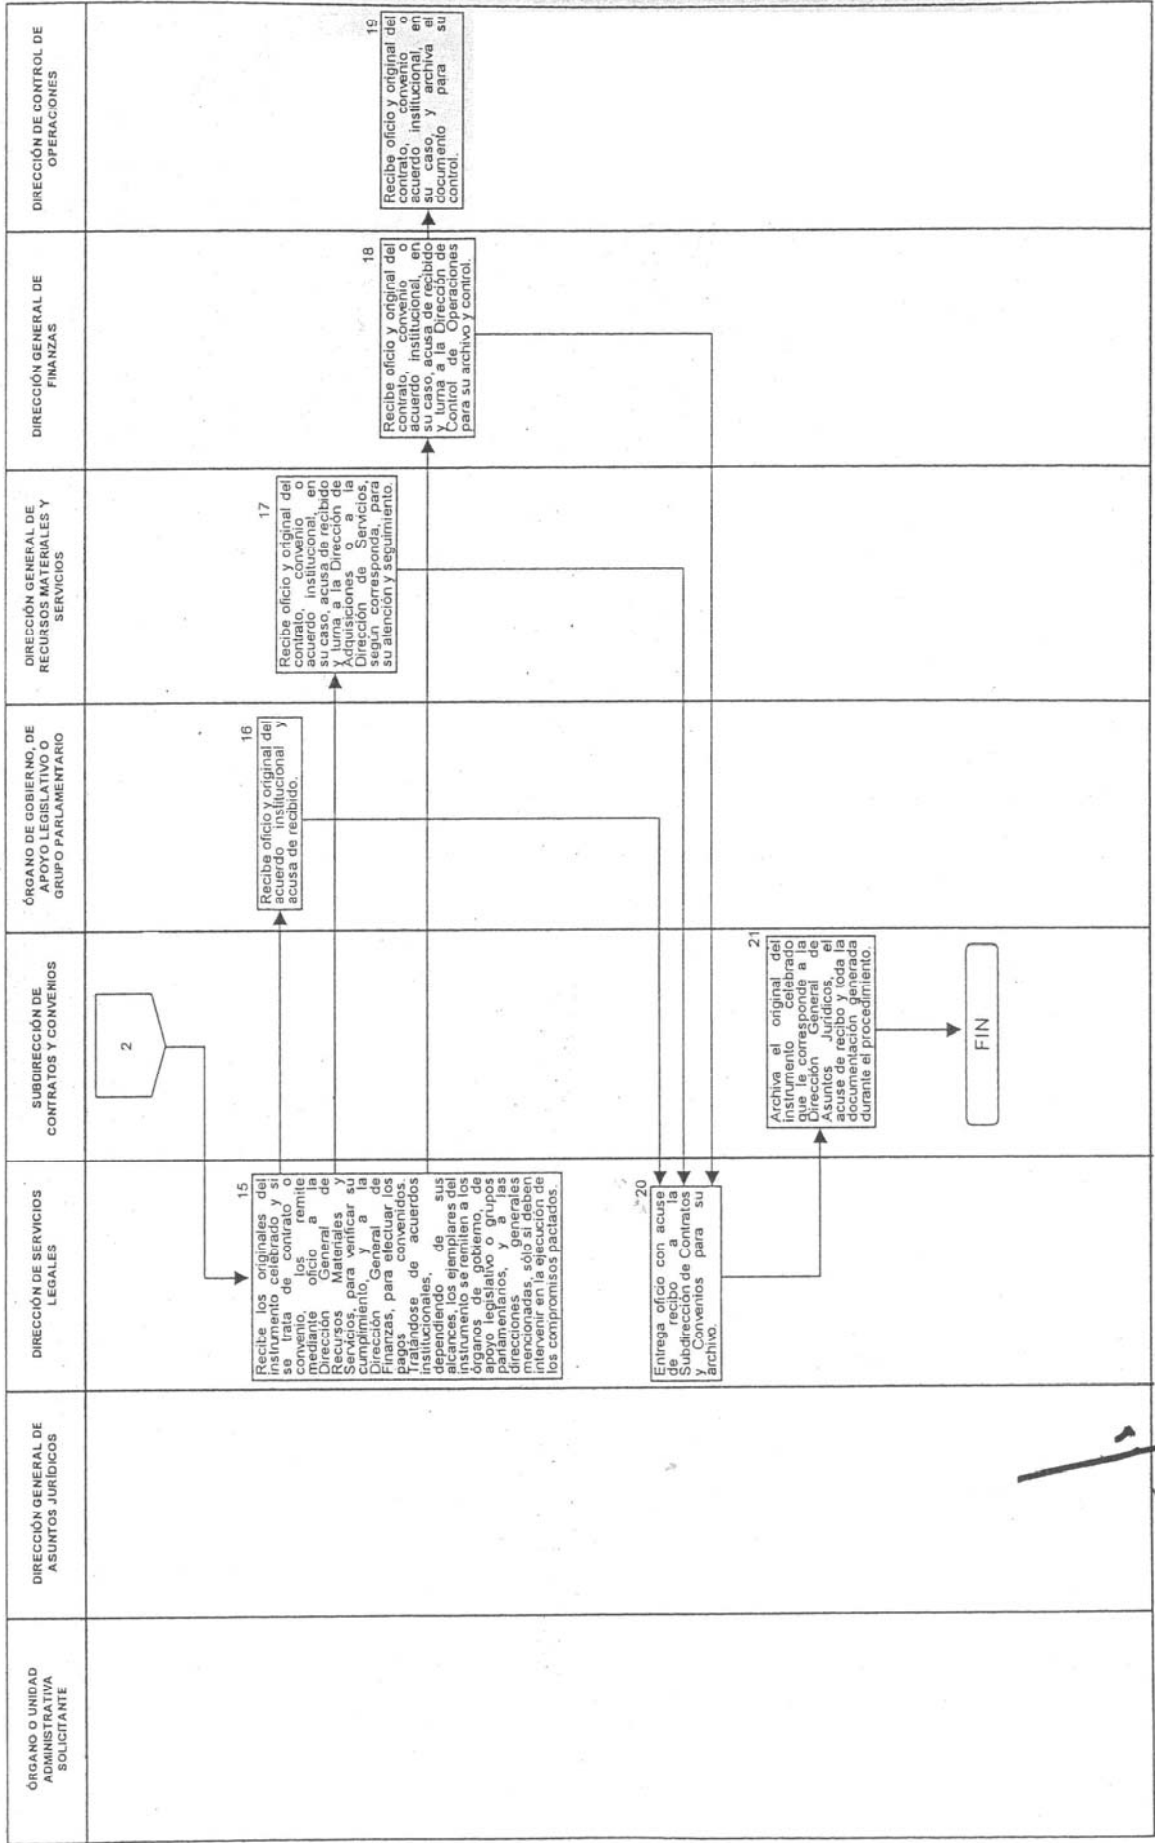 ÓRGANO O UNIDAD
ADMINISTRATIVA
SOLICITANTE
DIRECCIÓN GENERAL DE
ASUNTOS JURÍDICOS
DIRECCIÓN DE SERVICIOS
LEGALES
SUBDIRECCIÓN DE
CONTRATOS Y CONVENIOS
ÓRGANO DE GOBIERNO, DE
APOYO LEGISLATIVO O
GRUPO PARLAMENTARIO
DIRECCIÓN GENERAL DE
RECURSOS MATERIALES Y
SERVICIOS
DIRECCIÓN GENERAL DE
FINANZAS
DIRECCIÓN DE CONTROL DE
OPERACIONES
2
15
Recibe los originales del
instrumento celebrado y si
se trata de contrato o
convenio, los remite
mediante oficio a la
Dirección General de
Recursos Materiales y
Servicios, para verificar su
cumplimiento, y a la
Dirección General de
Finanzas, para efectuar los
pagos convenidos.
Tratándose de acuerdos
institucionales,
dependiendo de sus
alcances, los ejemplares del
instrumento se remiten a los
órganos de gobierno, de
apoyo legislativo o grupos
parlamentarios, y a las
direcciones generales
mencionadas, sólo si deben
intervenir en la ejecución de
los compromisos pactados.
16
Recibe oficio y original del
acuerdo institucional y
acusa de recibido.
17
Recibe oficio y original del
contrato, convenio o
acuerdo institucional, en
su caso, acusa de recibido
y turna a la Dirección de
Adquisiciones o a la
Dirección de Servicios,
según corresponda, para
su atención y seguimiento.
18
Recibe oficio y original del
contrato, convenio o
acuerdo institucional, en
su caso, acusa de recibido
y turna a la Dirección de
Control de Operaciones
para su archivo y control.
19
Recibe oficio y original del
contrato, convenio o
acuerdo institucional, en
su caso, y archiva el
documento para su
control.
20
Entrega oficio con acuse
de recibo a la
Subdirección de Contratos
y Convenios para su
archivo.
21
Archiva el original del
instrumento celebrado
que le corresponde a la
Dirección General de
Asuntos Jurídicos, el
acuse de recibo y toda la
documentación generada
durante el procedimiento.
FIN